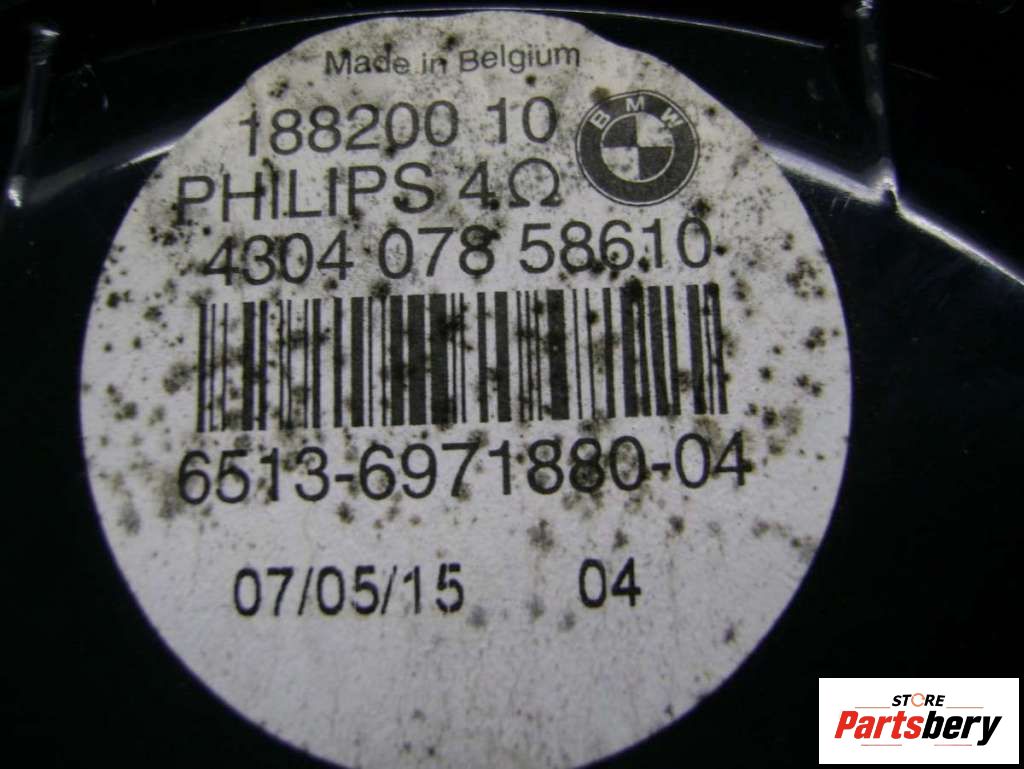 Made in Belgium
188200 10
BMW
PHILIPS 4Ω
4304 078 58610
6513-6971880-04
07/05/15 04
STORE
Partsbery